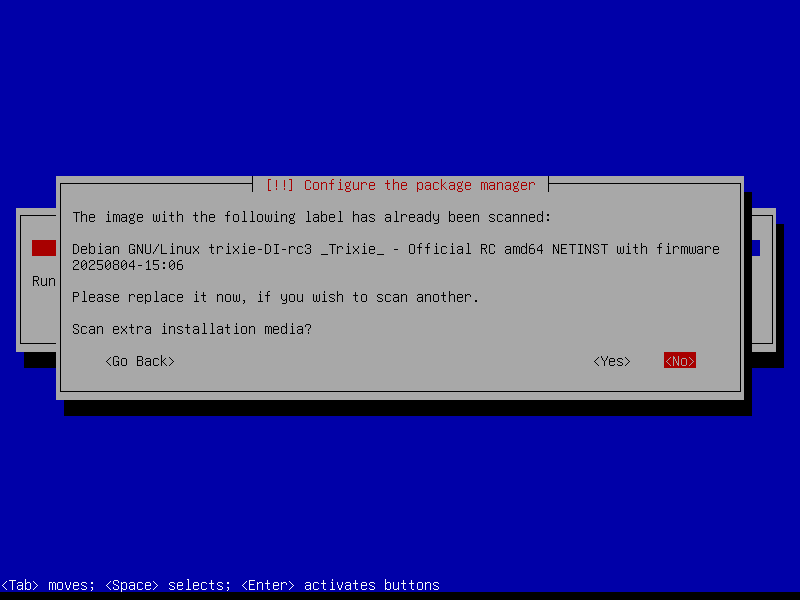 [!!] Configure the package manager
The image with the following label has already been scanned:
Debian GNU/Linux trixie-DI-rc3 _Trixie_ - Official RC amd64 NETINST with firmware
20250804-15:06
Run
Please replace it now, if you wish to scan another.
Scan extra installation media?
<Go Back> <Yes> <No>
<Tab> moves; <Space> selects; <Enter> activates buttons